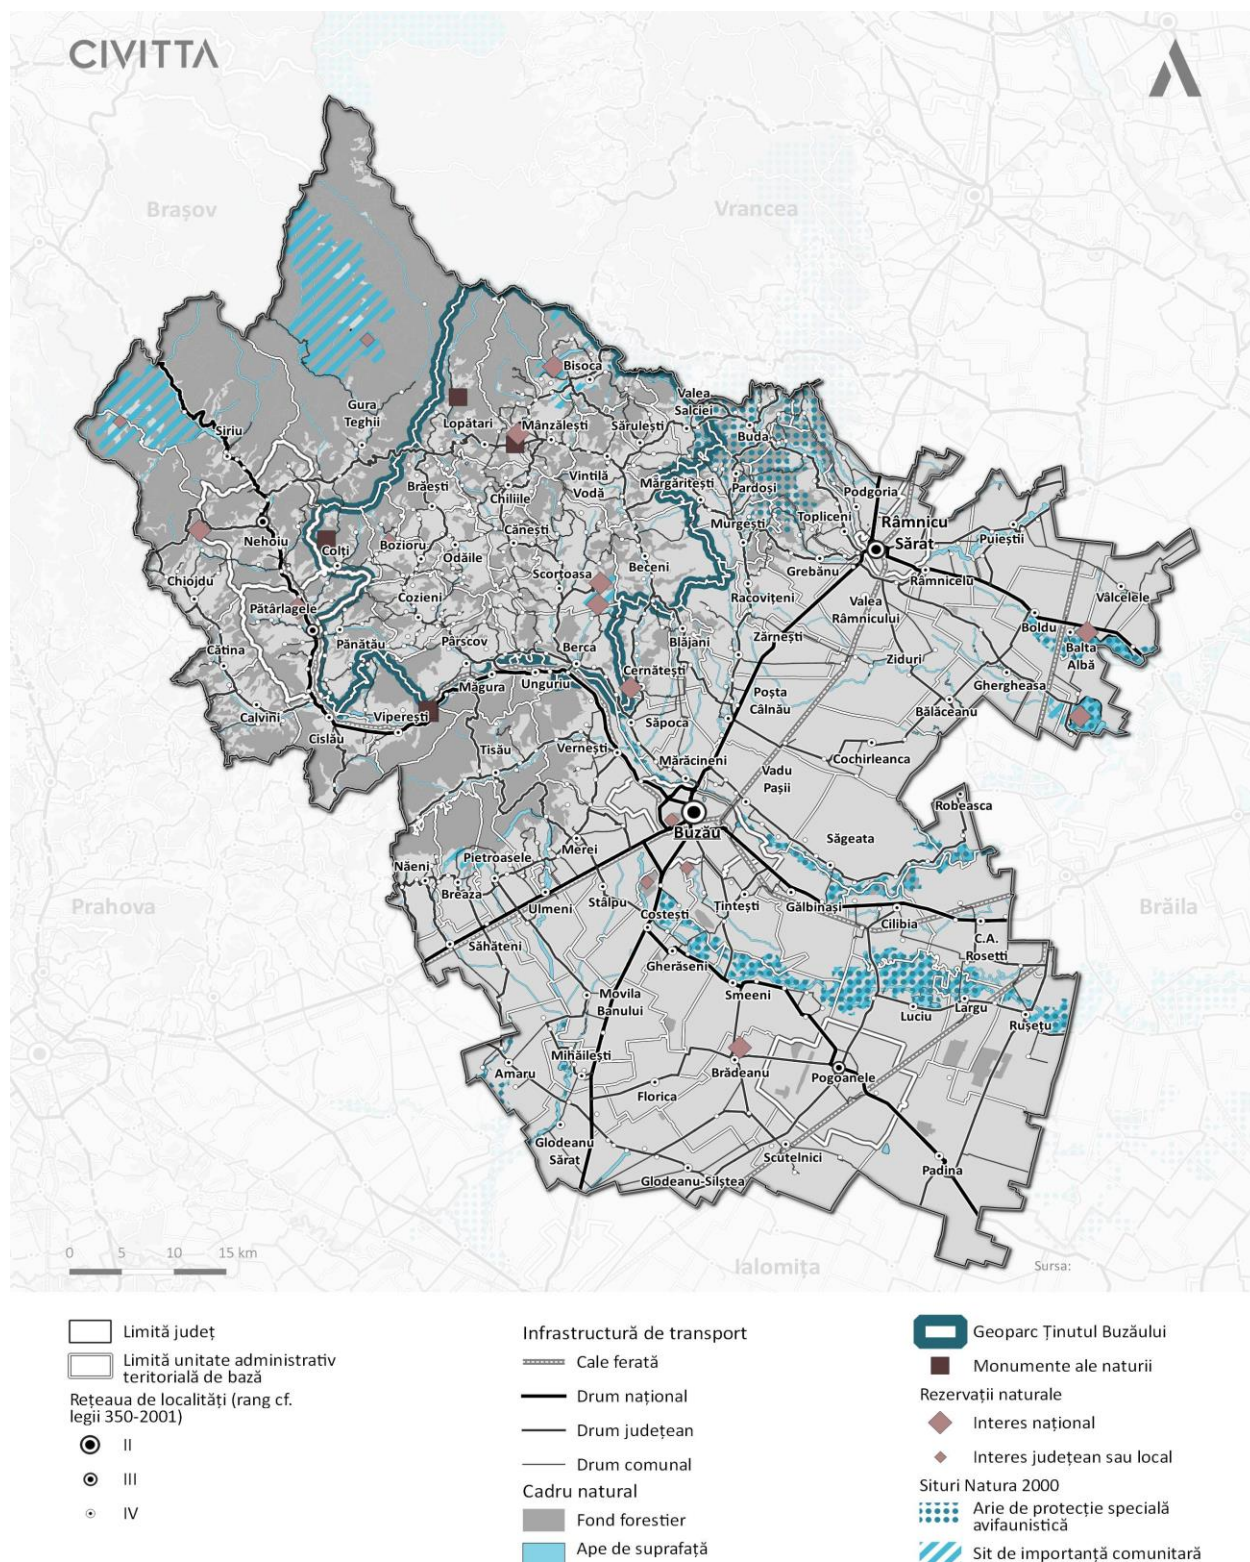 CIVITTA
Brașov
Vrancea
Bisoca
Valea
Salciei
Gura
Teghii
Lopătari
Mânzălești
Sărulești
Buda
Siriu
Vintilă
Vodă
Mărgăritești
Pardoși
Brăești
Chiliile
Podgoria
Cănești
Murgești
Topliceni
Râmnicu
Sărat
Puieștii
Nehoiu
Colți
Bozioru
Odăile
Scorțoasa
Beceni
Grebănu
Râmnicelu
Chiojdu
Cozieni
Racovițeni
Vâlcelele
Pătârlagele
Valea
Râmnicului
Boldu
Pănătău
Pârscov
Berca
Blăjani
Zărnești
Balta
Albă
Cătina
Cernătești
Ziduri
Ghergheasa
Măgura
Unguriu
Poșta
Câlnău
Calvini
Viperești
Săpoca
Bălăceanu
Cislău
Tisău
Vernești
Mărăcineni
Cochirleanca
Vadu
Pașii
Robeasca
Buzău
Săgeata
Merei
Pietroasele
Năeni
Breaza
Prahova
Ulmeni
Stâlpu
Costești
Țintești
Gălbinași
Cilibia
Brăila
C.A.
Rosetti
Săhăteni
Gherăseni
Movila
Banului
Smeeni
Luciu
Largu
Rușețu
Mihăilești
Amaru
Brădeanu
Pogoanele
Florica
Glodeanu
Sărat
Scutelnici
Padina
Glodeanu-Siliștea
0 5 10 15 km
Ialomița
Sursa:
Limită județ
Limită unitate administrativ
teritorială de bază
Rețeaua de localități (rang cf.
legii 350-2001)
II
III
IV
Infrastructură de transport
Cale ferată
Drum național
Drum județean
Drum comunal
Cadru natural
Fond forestier
Ape de suprafață
Geoparc Ținutul Buzăului
Monumente ale naturii
Rezervații naturale
Interes național
Interes județean sau local
Situri Natura 2000
Arie de protecție specială
avifaunistică
Sit de importanță comunitară